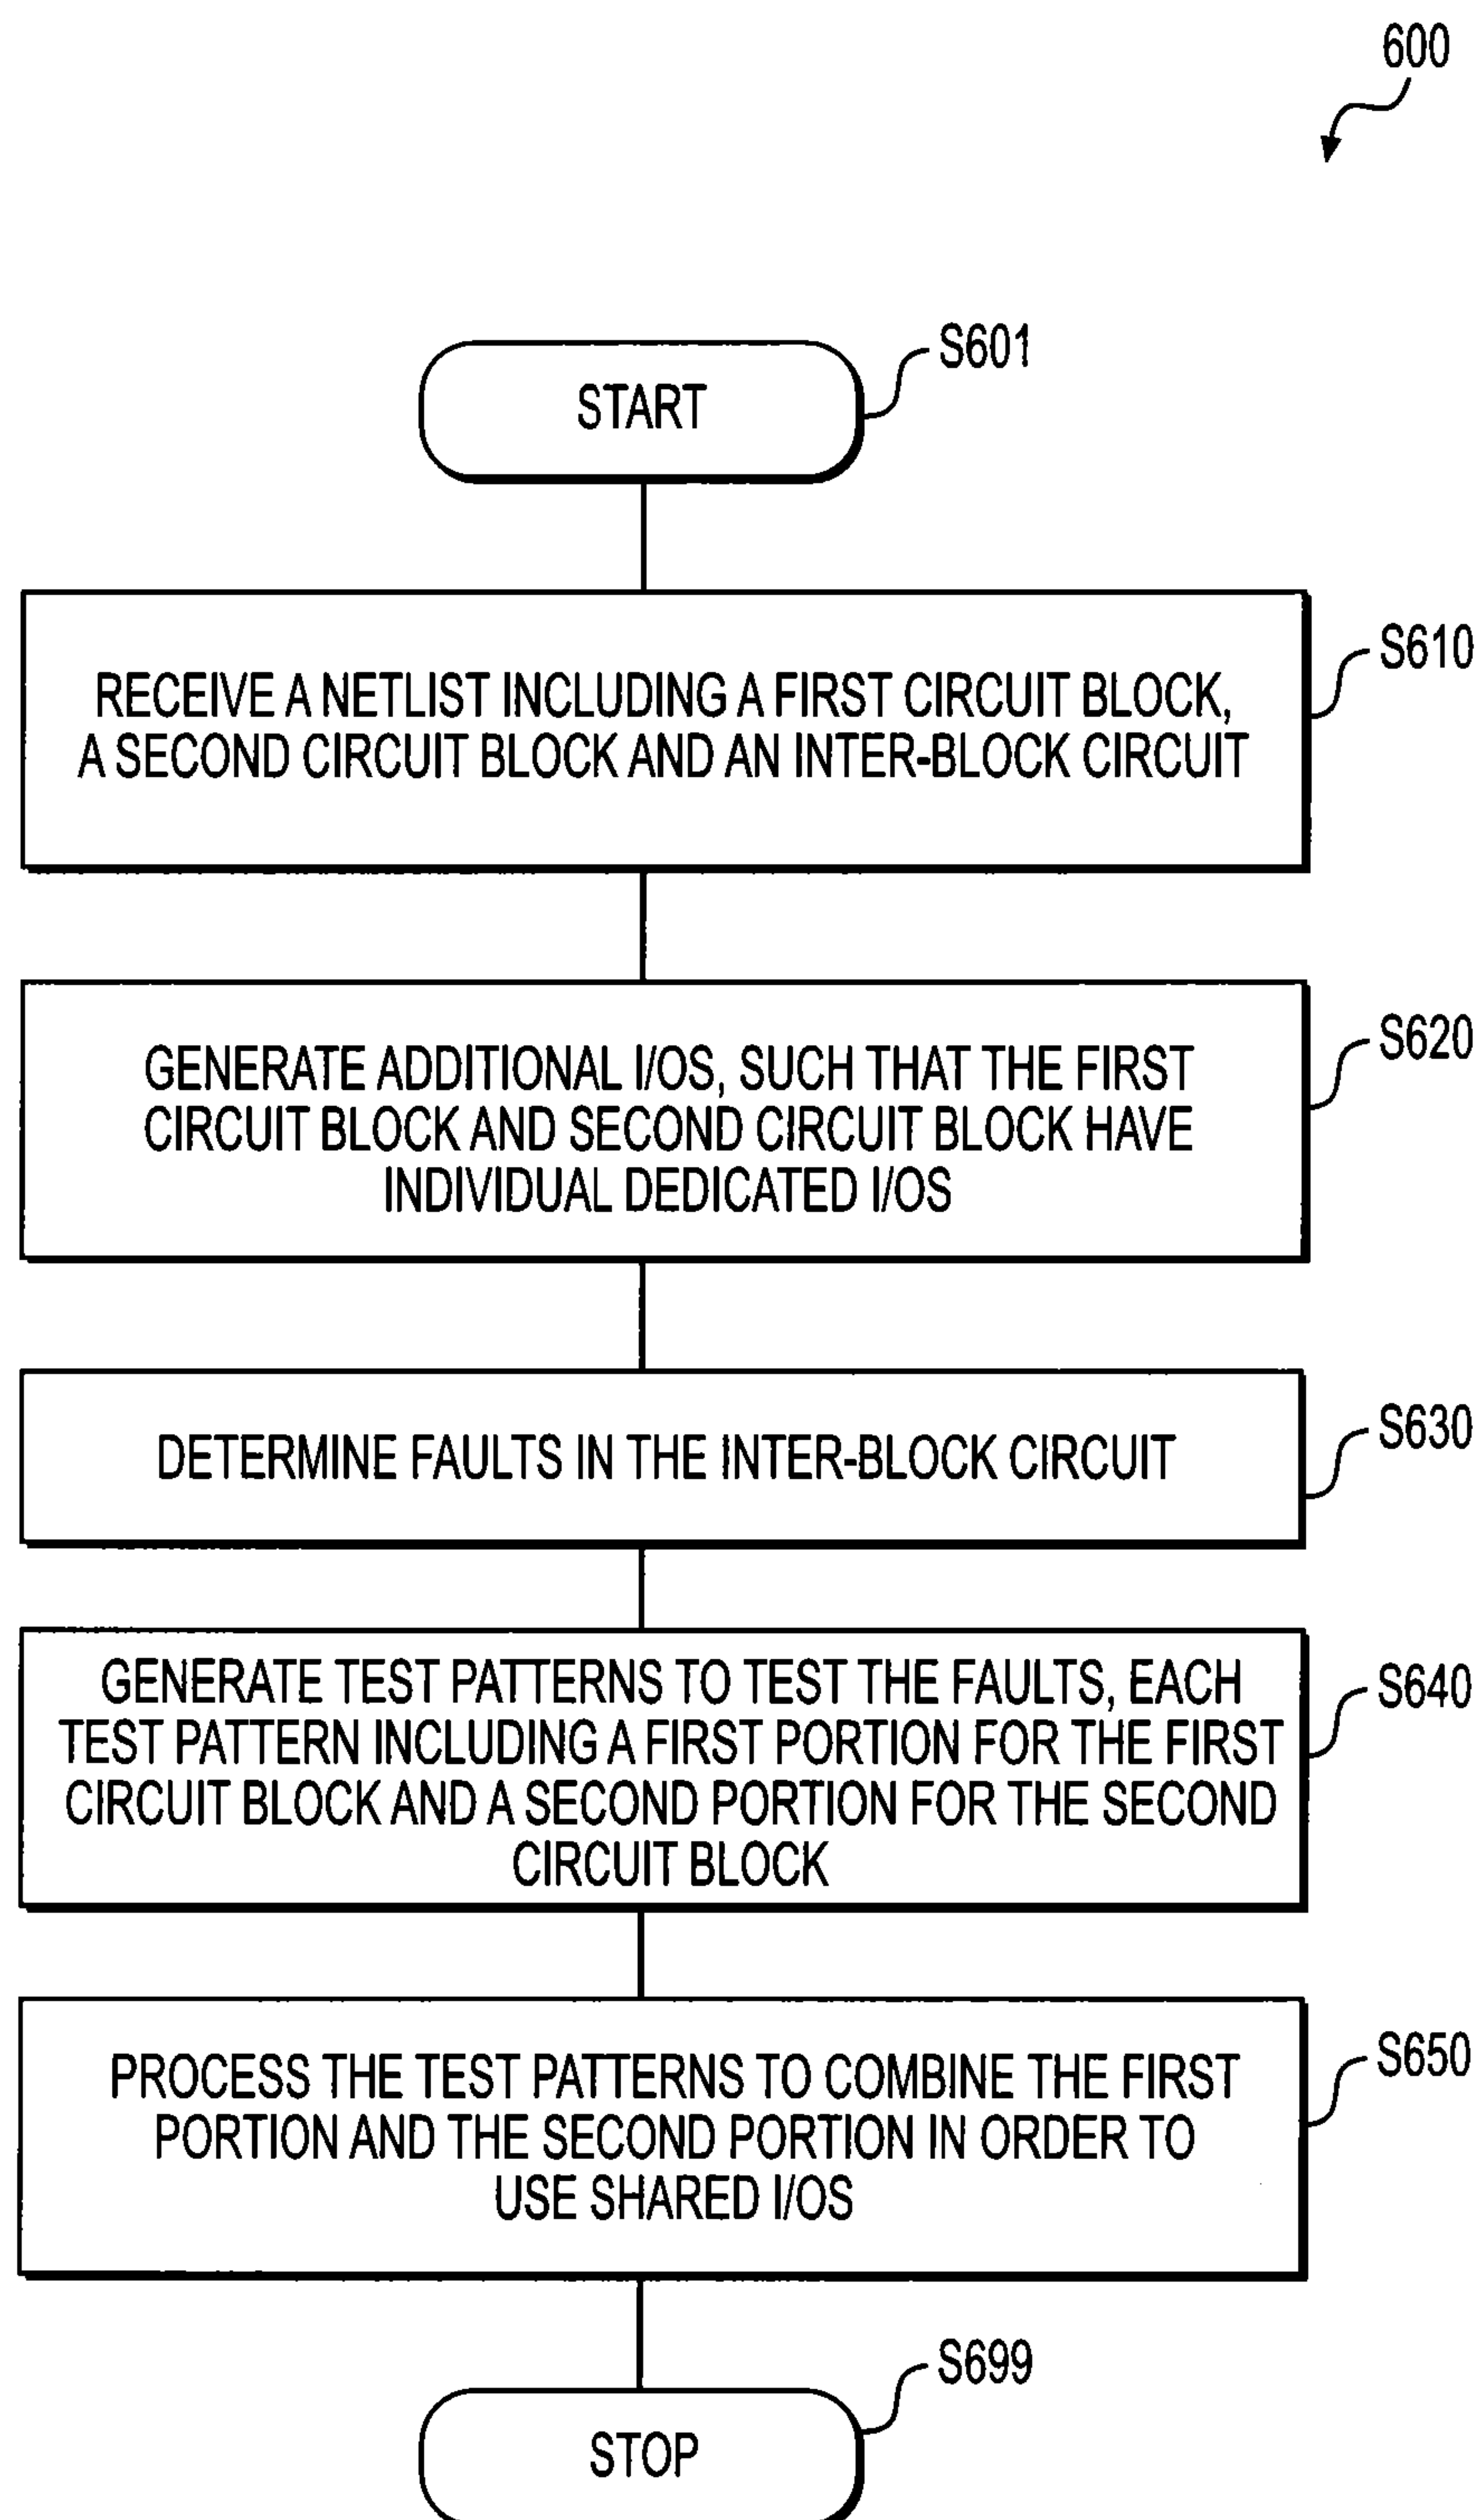 600
START
S601
RECEIVE A NETLIST INCLUDING A FIRST CIRCUIT BLOCK,
A SECOND CIRCUIT BLOCK AND AN INTER-BLOCK CIRCUIT
S610
GENERATE ADDITIONAL I/OS, SUCH THAT THE FIRST
CIRCUIT BLOCK AND SECOND CIRCUIT BLOCK HAVE
INDIVIDUAL DEDICATED I/OS
S620
DETERMINE FAULTS IN THE INTER-BLOCK CIRCUIT
S630
GENERATE TEST PATTERNS TO TEST THE FAULTS, EACH
TEST PATTERN INCLUDING A FIRST PORTION FOR THE FIRST
CIRCUIT BLOCK AND A SECOND PORTION FOR THE SECOND
CIRCUIT BLOCK
S640
PROCESS THE TEST PATTERNS TO COMBINE THE FIRST
PORTION AND THE SECOND PORTION IN ORDER TO
USE SHARED I/OS
S650
STOP
S699